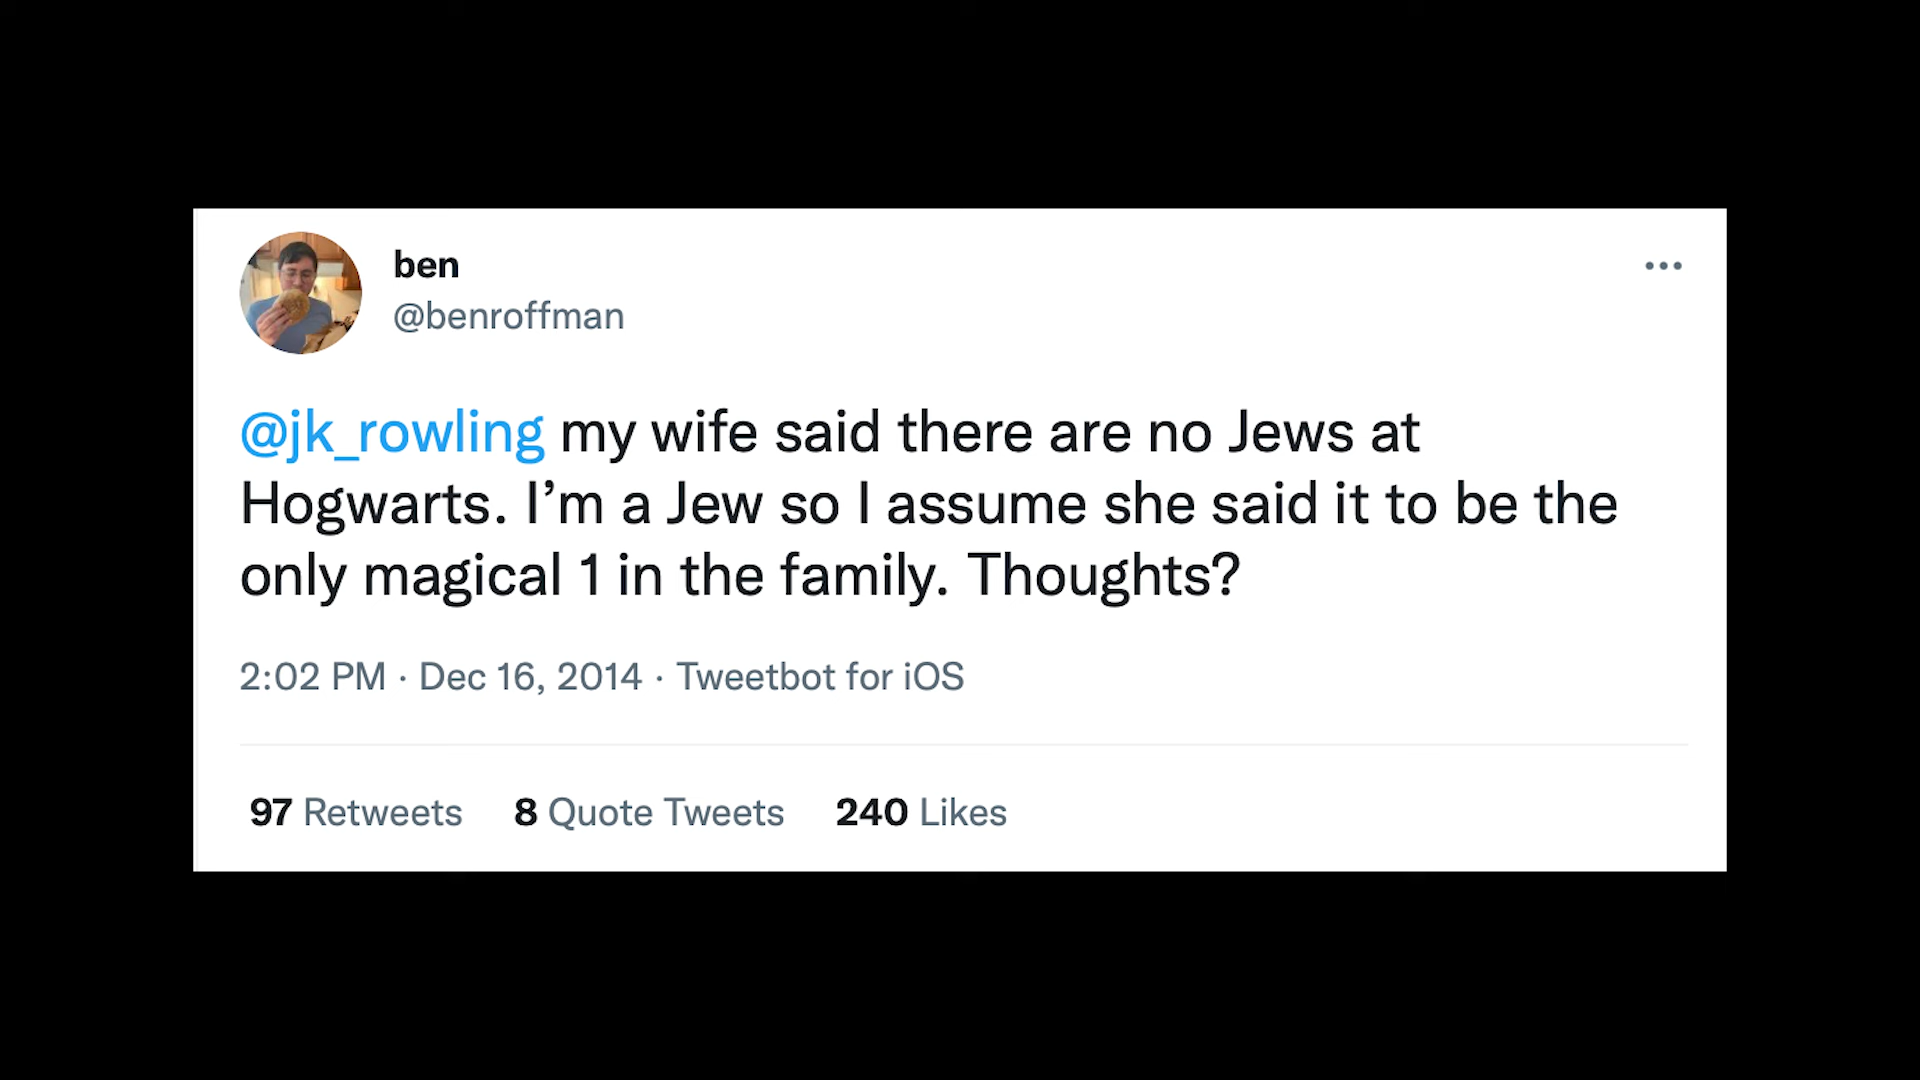 ben
@benroffman
@jk_rowling my wife said there are no Jews at
Hogwarts. I’m a Jew so I assume she said it to be the
only magical 1 in the family. Thoughts?
2:02 PM · Dec 16, 2014 · Tweetbot for iOS
97 Retweets 8 Quote Tweets 240 Likes